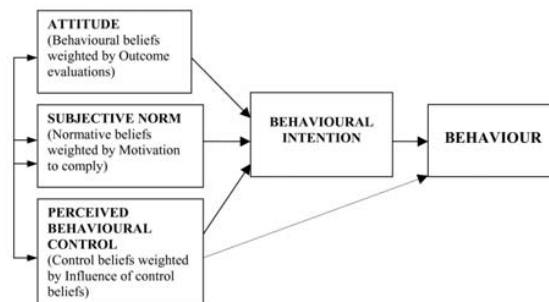 ATTITUDE
(Behavioural beliefs
weighted by Outcome
evaluations)
SUBJECTIVE NORM
(Normative beliefs
weighted by Motivation
to comply)
PERCEIVED
BEHAVIOURAL
CONTROL
(Control beliefs weighted
by Influence of control
beliefs)
BEHAVIOURAL
INTENTION
BEHAVIOUR